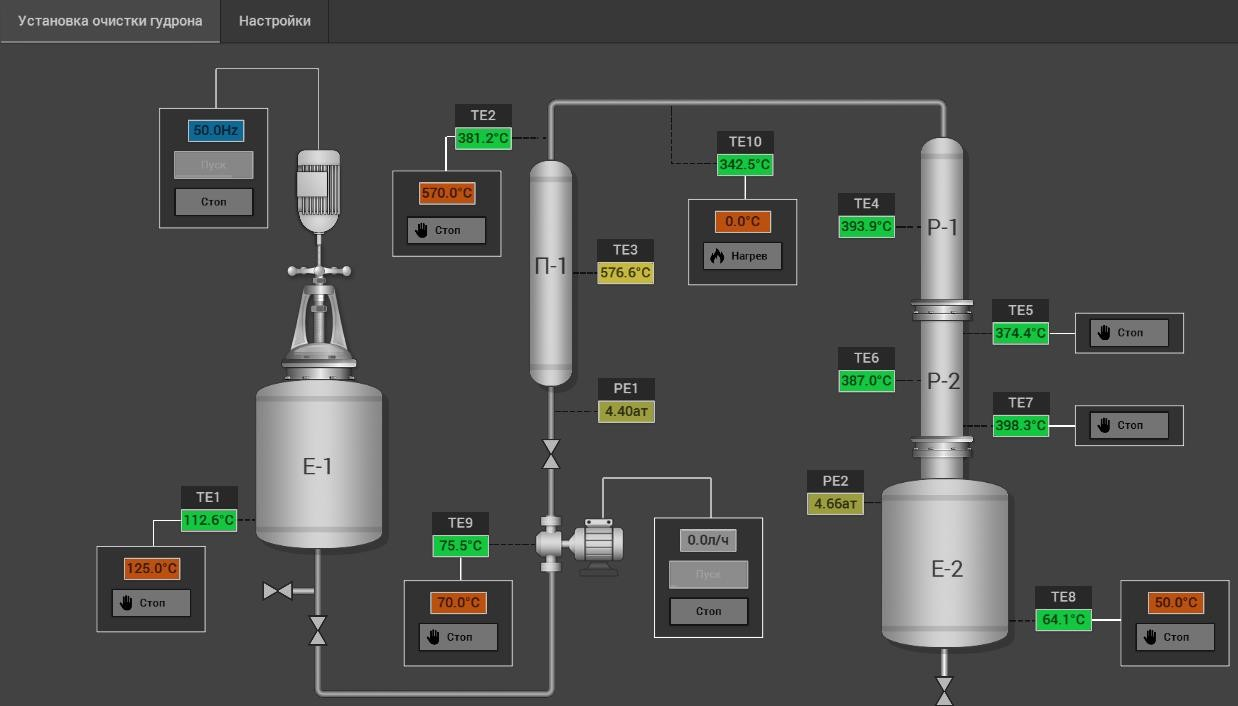 Установка очистки гудрона
Настройки
50.0Hz
Пуск
Стоп
TE2
381.2°C
570.0°C
Стоп
TE10
342.5°C
0.0°C
Нагрев
П-1
TE3
576.6°C
PE1
4.40ат
TE4
393.9°C
Р-1
TE5
374.4°C
Стоп
TE6
387.0°C
Р-2
TE7
398.3°C
Стоп
Е-1
TE1
112.6°C
125.0°C
Стоп
TE9
75.5°C
70.0°C
Стоп
0.0л/ч
Пуск
Стоп
PE2
4.66ат
Е-2
TE8
64.1°C
50.0°C
Стоп